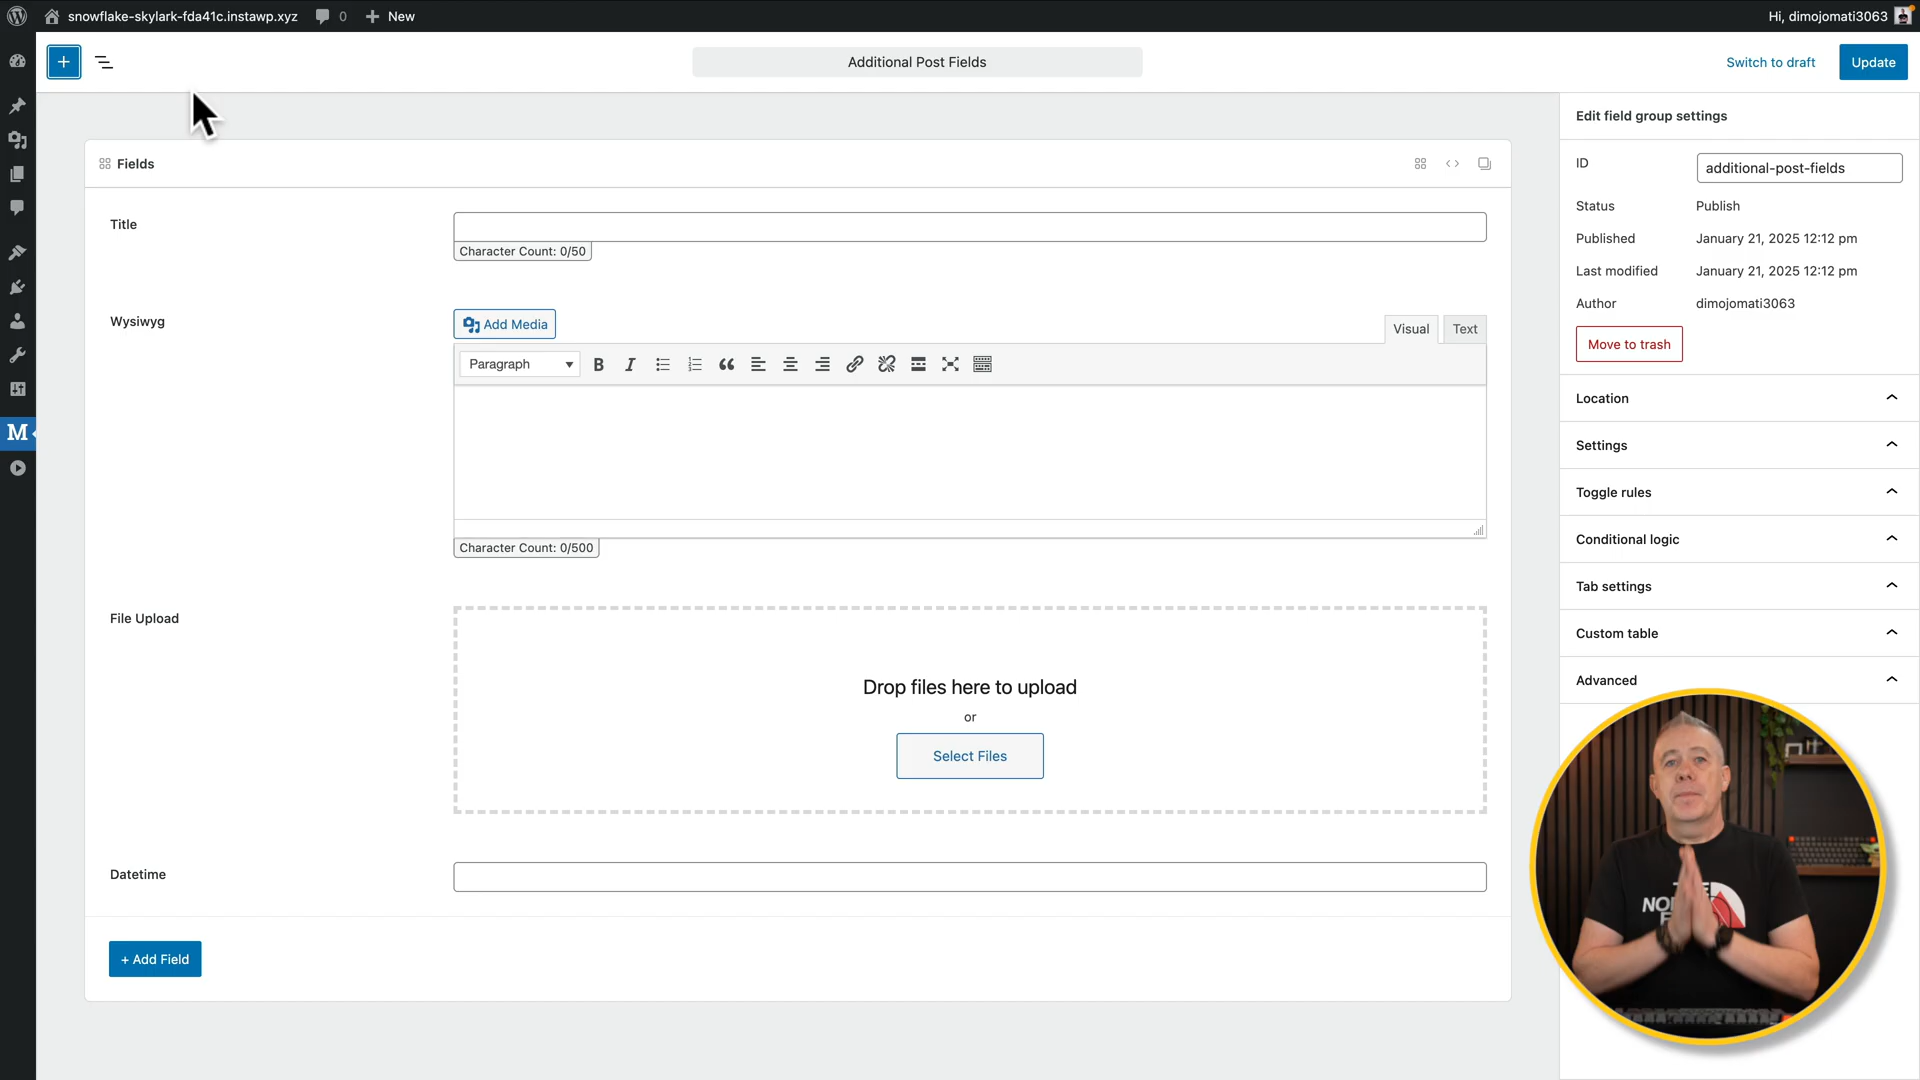 snowflake-skylark-fda41c.instawp.xyz 0 New Hi, dimojomati3063
Additional Post Fields Switch to draft Update
Edit field group settings
Fields
ID additional-post-fields
Status Publish
Title
Published January 21, 2025 12:12 pm
Character Count: 0/50
Last modified January 21, 2025 12:12 pm
Author dimojomati3063
Wysiwyg
Add Media
Visual Text
Move to trash
Paragraph
Location
Settings
Toggle rules
Character Count: 0/500
Conditional logic
Tab settings
File Upload
Custom table
Drop files here to upload
Advanced
or
Select Files
Datetime
+ Add Field
M